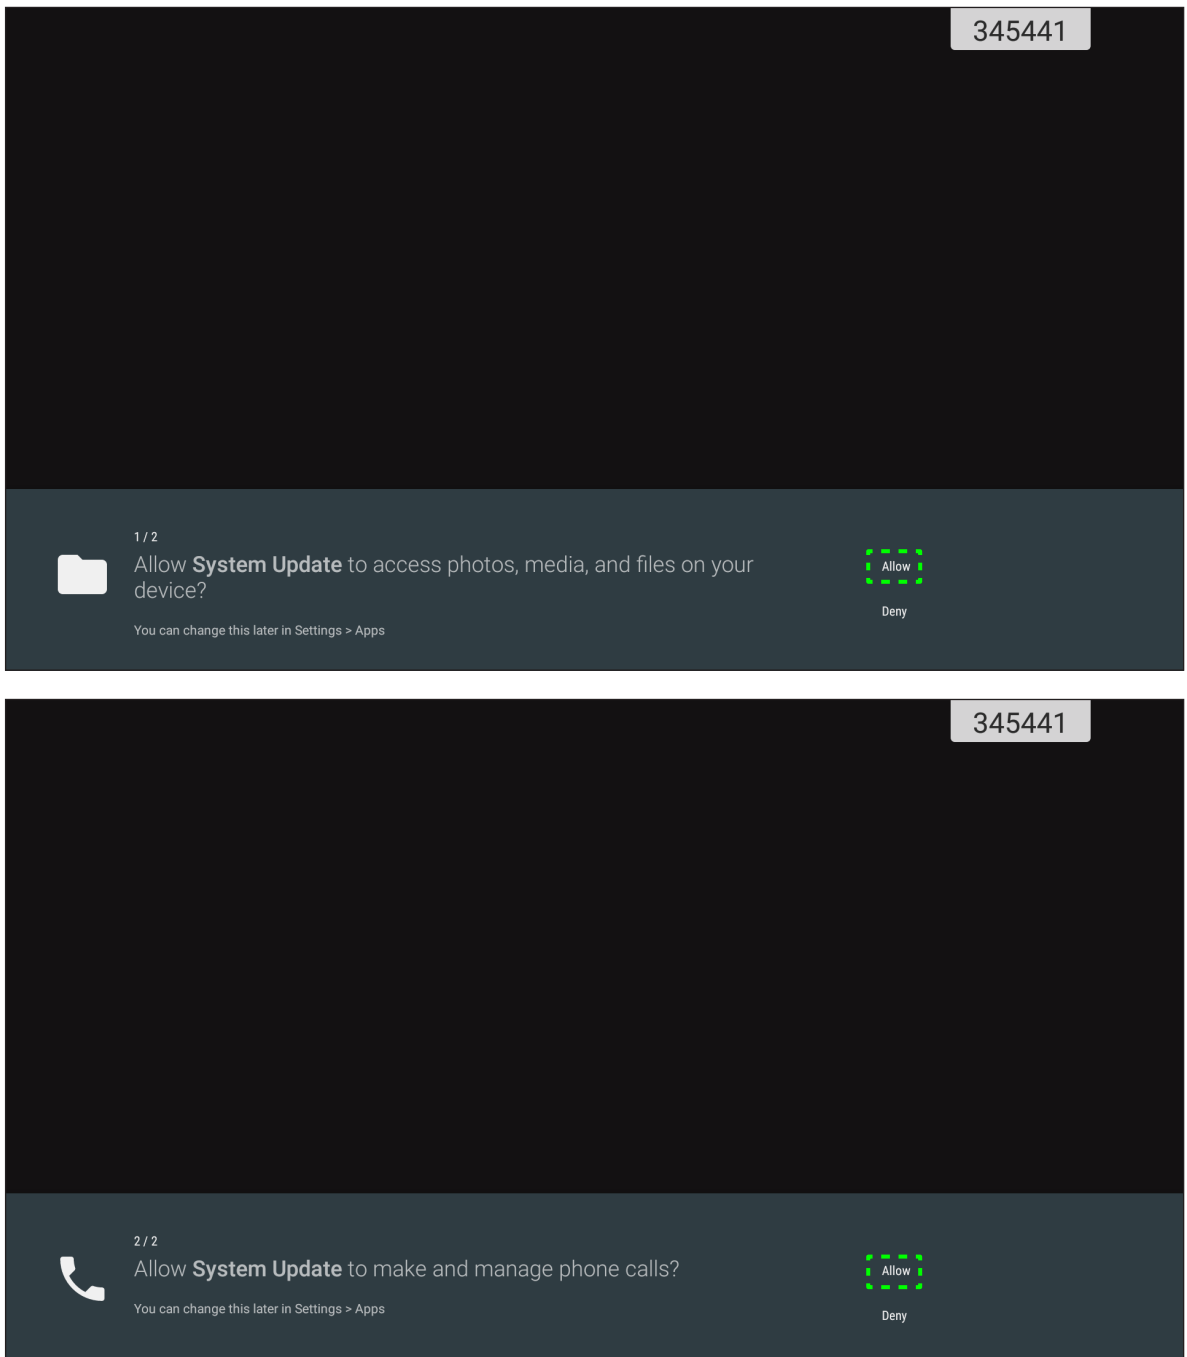 345441
1 / 2
Allow System Update to access photos, media, and files on your
device?
You can change this later in Settings > Apps
Allow
Deny
345441
2 / 2
Allow System Update to make and manage phone calls?
You can change this later in Settings > Apps
Allow
Deny